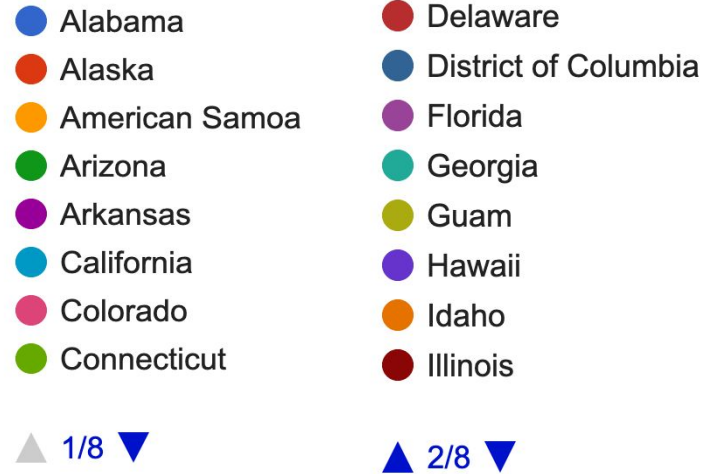 Alabama
Alaska
American Samoa
Arizona
Arkansas
California
Colorado
Connecticut
1/8
Delaware
District of Columbia
Florida
Georgia
Guam
Hawaii
Idaho
Illinois
2/8